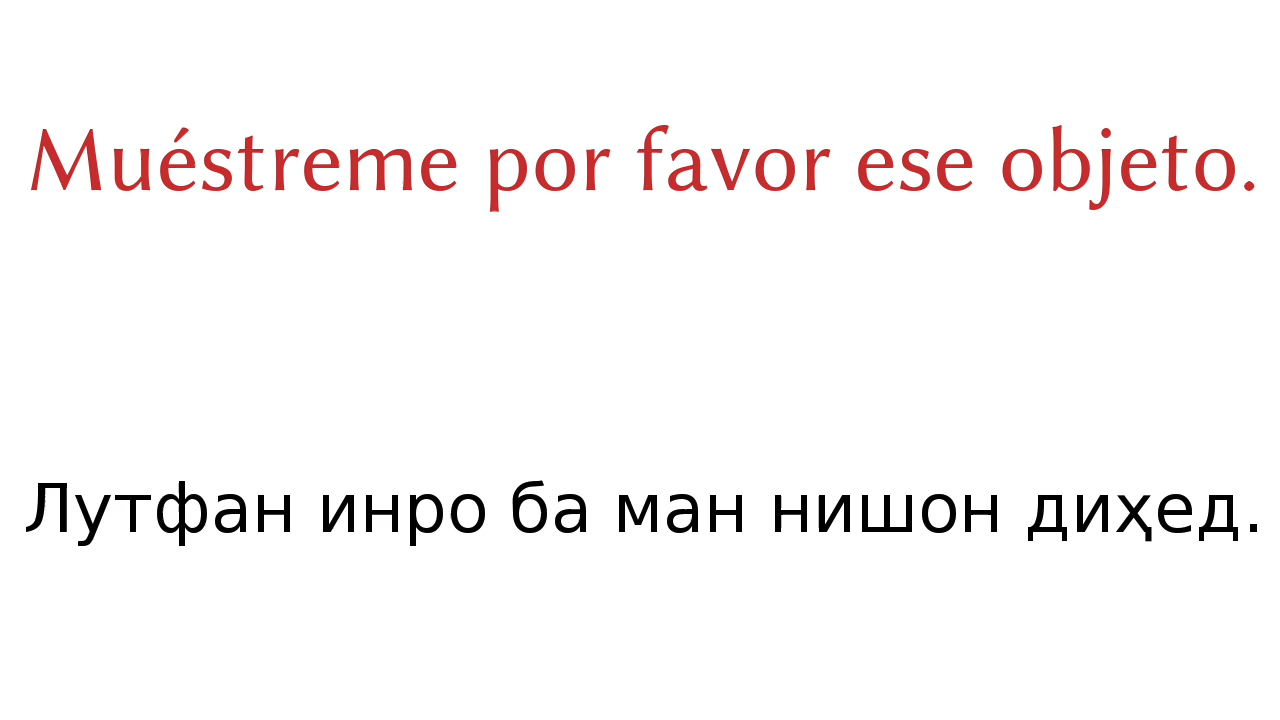 Muéstreme por favor ese objeto.
Лутфан инро ба ман нишон диҳед.